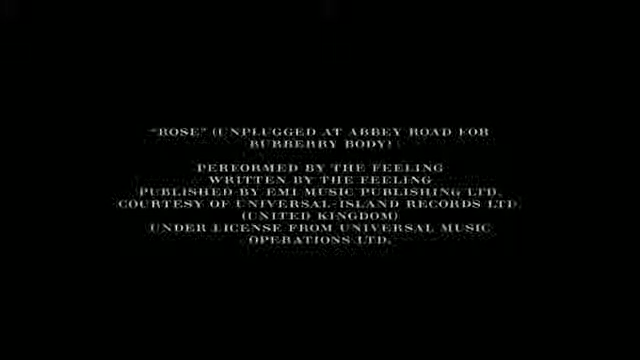 "ROSE" (UNPLUGGED AT ABBEY ROAD FOR
BURBERRY BODY)
PERFORMED BY THE FEELING
WRITTEN BY THE FEELING
PUBLISHED BY EMI MUSIC PUBLISHING LTD.
COURTESY OF UNIVERSAL-ISLAND RECORDS LTD
(UNITED KINGDOM)
UNDER LICENSE FROM UNIVERSAL MUSIC
OPERATIONS LTD.